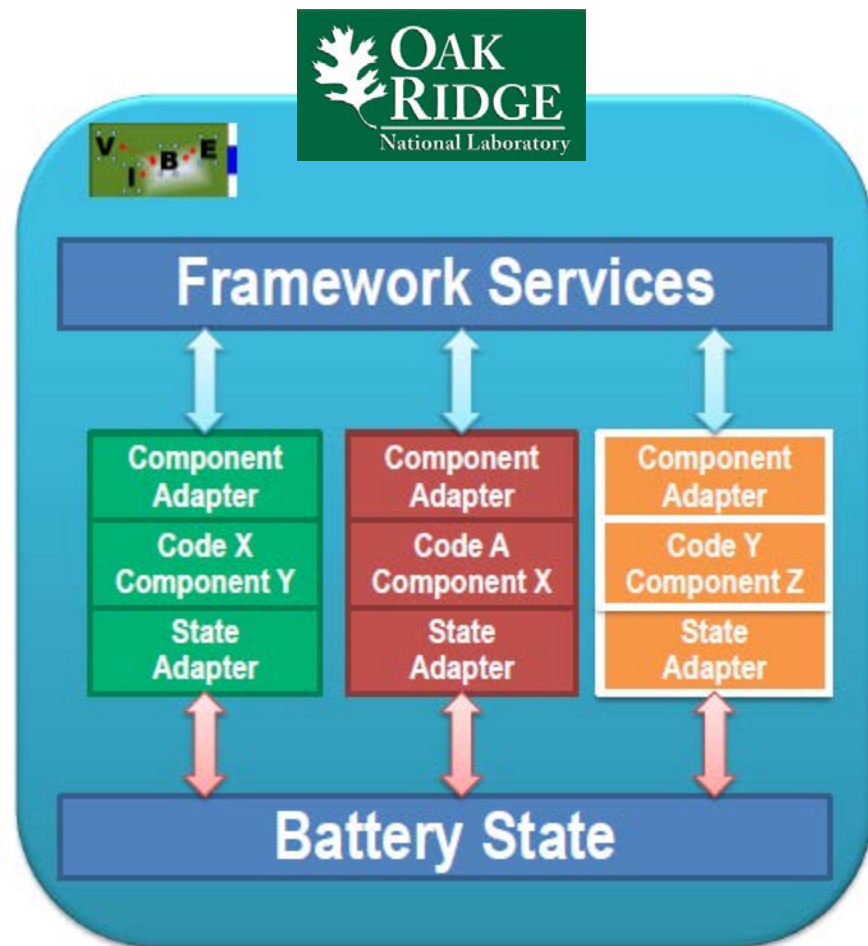 OAK
RIDGE
National Laboratory
V I B E
Framework Services
Component
Adapter
Code X
Component Y
State
Adapter
Component
Adapter
Code A
Component X
State
Adapter
Component
Adapter
Code Y
Component Z
State
Adapter
Battery State